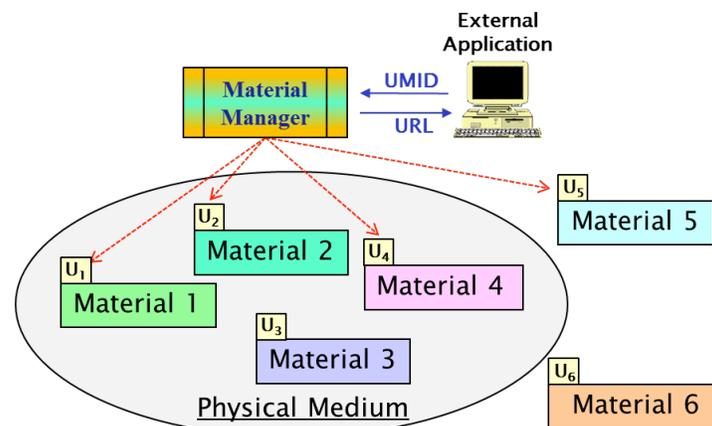 External
Application
Material
Manager
UMID
URL
U5
Material 5
U2
Material 2
U4
Material 4
U1
Material 1
U3
Material 3
U6
Material 6
Physical Medium